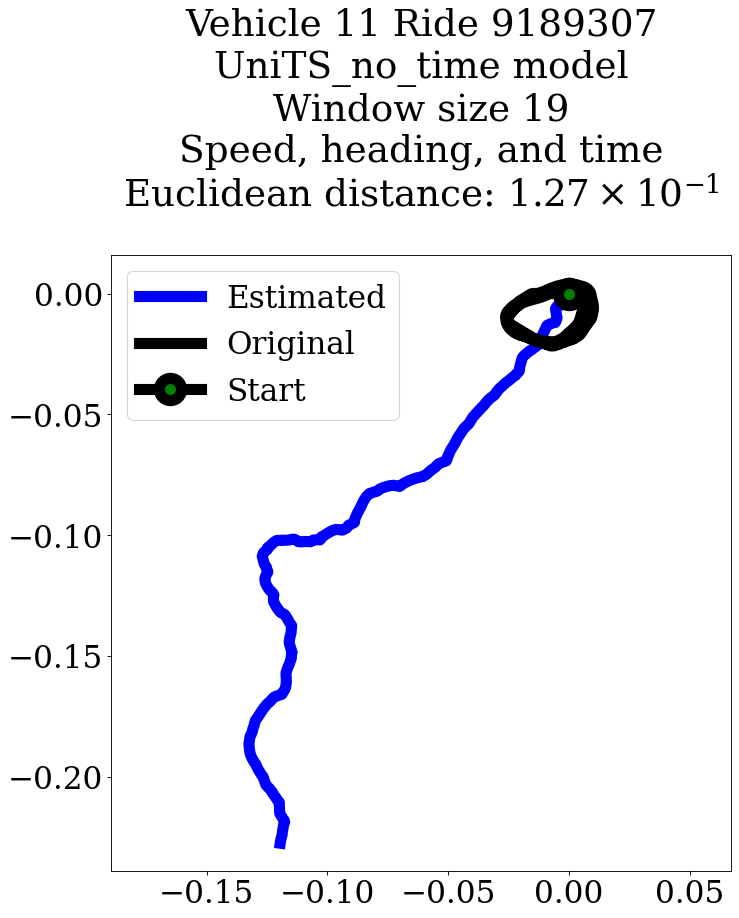 Vehicle 11 Ride 9189307
UniTS_no_time model
Window size 19
Speed, heading, and time
Euclidean distance: 1.27 × 10⁻¹
Estimated
Original
Start
0.00
−0.05
−0.10
−0.15
−0.20
−0.15
−0.10
−0.05
0.00
0.05